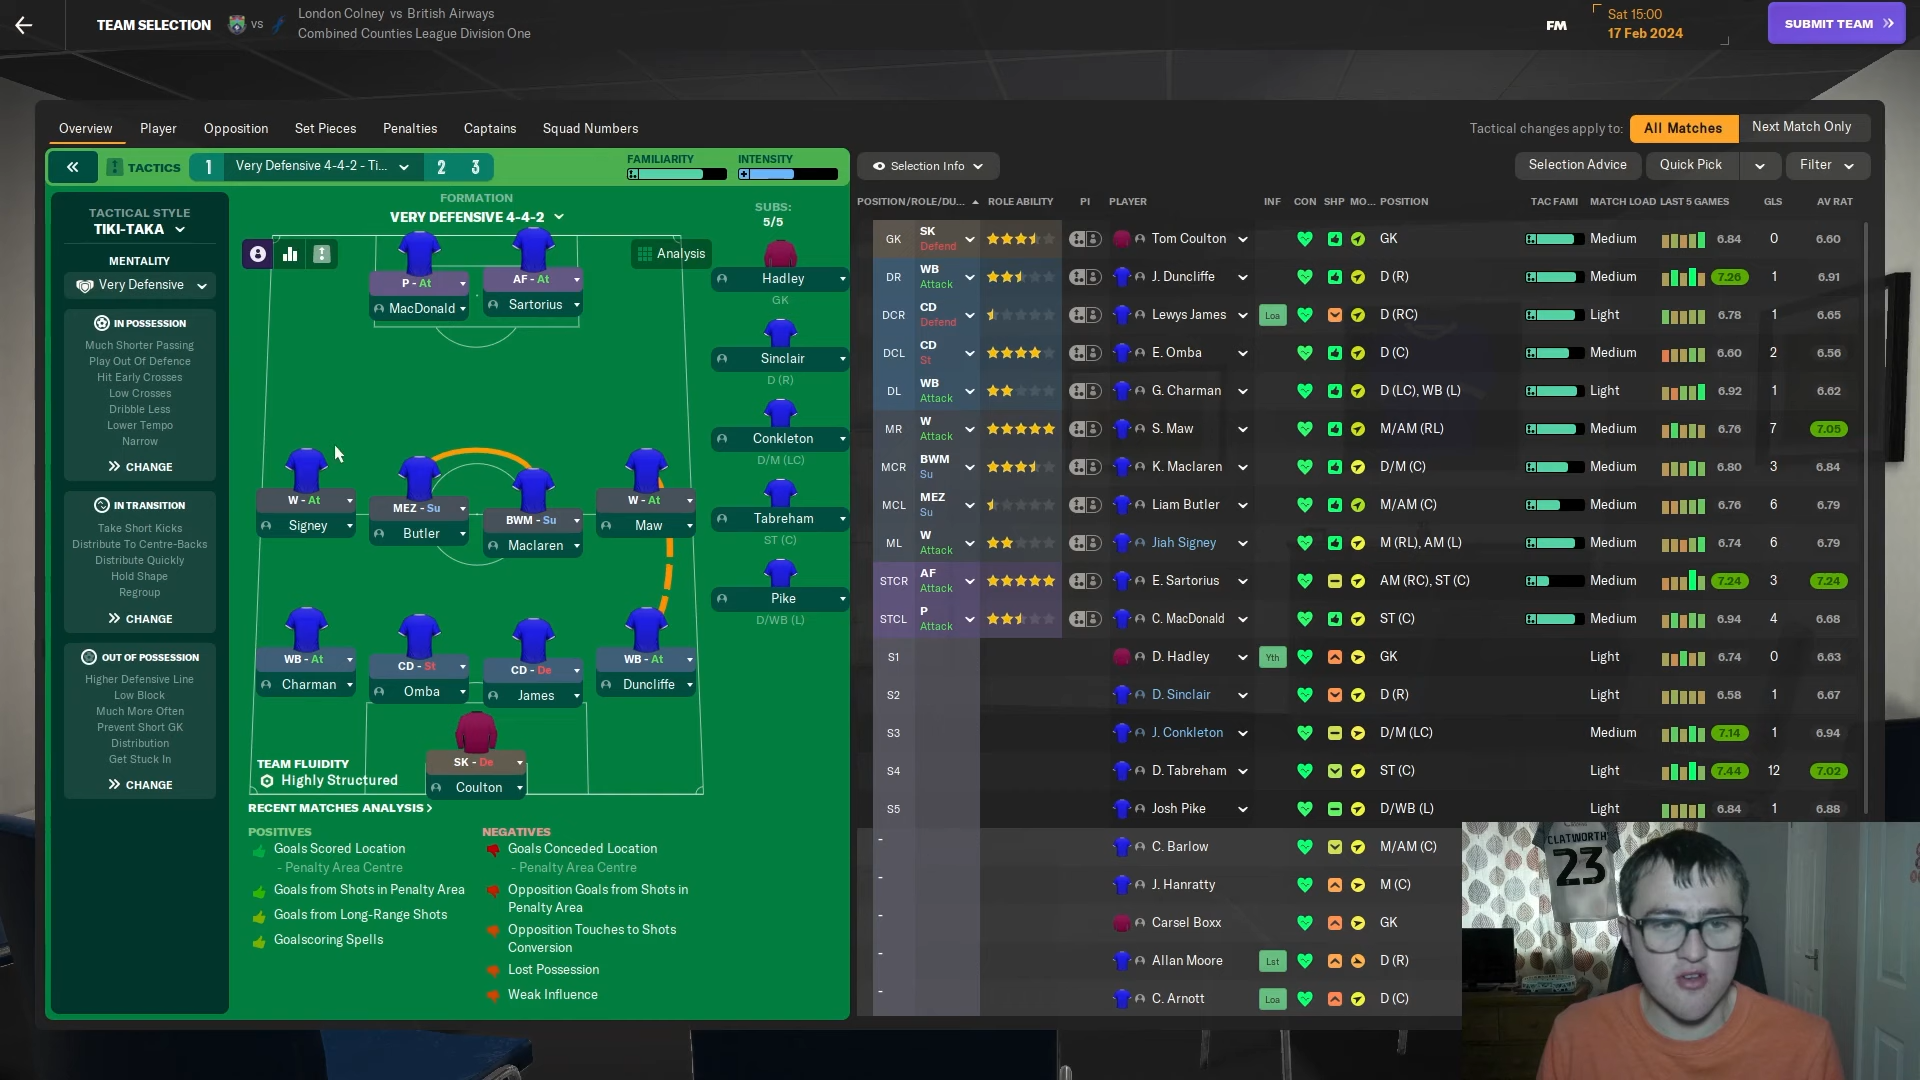 TEAM SELECTION
vs
London Colney vs British Airways
Combined Counties League Division One
FM
Sat 15:00
17 Feb 2024
SUBMIT TEAM
Overview Player Opposition Set Pieces Penalties Captains Squad Numbers
Tactical changes apply to: All Matches Next Match Only
TACTICS 1 Very Defensive 4-4-2 - Ti... 2 3
FAMILIARITY INTENSITY
Selection Info
Selection Advice Quick Pick Filter
TACTICAL STYLE
TIKI-TAKA
MENTALITY
Very Defensive
IN POSSESSION
Much Shorter Passing
Play Out Of Defence
Hit Early Crosses
Low Crosses
Dribble Less
Lower Tempo
Narrow
CHANGE
IN TRANSITION
Take Short Kicks
Distribute To Centre-Backs
Distribute Quickly
Hold Shape
Regroup
CHANGE
OUT OF POSSESSION
Higher Defensive Line
Low Block
Much More Often
Prevent Short GK
Distribution
Get Stuck In
CHANGE
FORMATION
VERY DEFENSIVE 4-4-2
Analysis
P - At
MacDonald
AF - At
Sartorius
W - At
Signey
MEZ - Su
Butler
BWM - Su
Maclaren
W - At
Maw
WB - At
Charman
CD - St
Omba
CD - De
James
WB - At
Duncliffe
SK - De
Coulton
TEAM FLUIDITY
Highly Structured
SUBS:
5/5
Hadley
GK
Sinclair
D (R)
Conkleton
D/M (LC)
Tabreham
ST (C)
Pike
D/WB (L)
RECENT MATCHES ANALYSIS
POSITIVES
Goals Scored Location
- Penalty Area Centre
Goals from Shots in Penalty Area
Goals from Long-Range Shots
Goalscoring Spells
NEGATIVES
Goals Conceded Location
- Penalty Area Centre
Opposition Goals from Shots in
Penalty Area
Opposition Touches to Shots
Conversion
Lost Possession
Weak Influence
POSITION/ROLE/DU... ROLE ABILITY PI PLAYER INF CON SHP MO... POSITION TAC FAMI MATCH LOAD LAST 5 GAMES GLS AV RAT
GK SK Defend Tom Coulton GK Medium 6.84 0 6.60
DR WB Attack J. Duncliffe D (R) Medium 7.26 1 6.91
DCR CD Defend Lewys James Loa D (RC) Light 6.78 1 6.65
DCL CD St E. Omba D (C) Medium 6.60 2 6.56
DL WB Attack G. Charman D (LC), WB (L) Light 6.92 1 6.62
MR W Attack S. Maw M/AM (RL) Medium 6.76 7 7.05
MCR BWM Su K. Maclaren D/M (C) Medium 6.80 3 6.84
MCL MEZ Su Liam Butler M/AM (C) Medium 6.76 6 6.79
ML W Attack Jiah Signey M (RL), AM (L) Medium 6.74 6 6.79
STCR AF Attack E. Sartorius AM (RC), ST (C) Medium 7.24 3 7.24
STCL P Attack C. MacDonald ST (C) Medium 6.94 4 6.68
S1 D. Hadley Yth GK Light 6.74 0 6.63
S2 D. Sinclair D (R) Light 6.58 1 6.67
S3 J. Conkleton D/M (LC) Medium 7.14 1 6.94
S4 D. Tabreham ST (C) Light 7.44 12 7.02
S5 Josh Pike D/WB (L) Light 6.84 1 6.88
- C. Barlow M/AM (C)
- J. Hanratty M (C)
- Carsel Boxx GK
- Allan Moore Lst D (R)
- C. Arnott Loa D (C)
CLATWORTHY
23